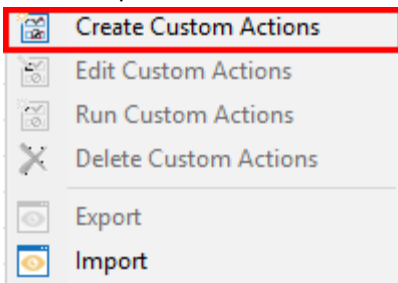 Create Custom Actions
Edit Custom Actions
Run Custom Actions
Delete Custom Actions
Export
Import